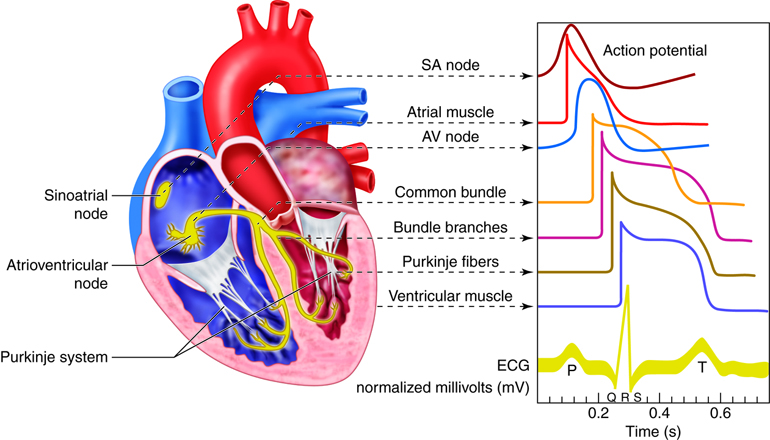 SA node
Action potential
Atrial muscle
AV node
Sinoatrial
node
Common bundle
Bundle branches
Atrioventricular
node
Purkinje fibers
Ventricular muscle
Purkinje system
ECG
normalized millivolts (mV)
P
T
Q R S
0.2 0.4 0.6
Time (s)